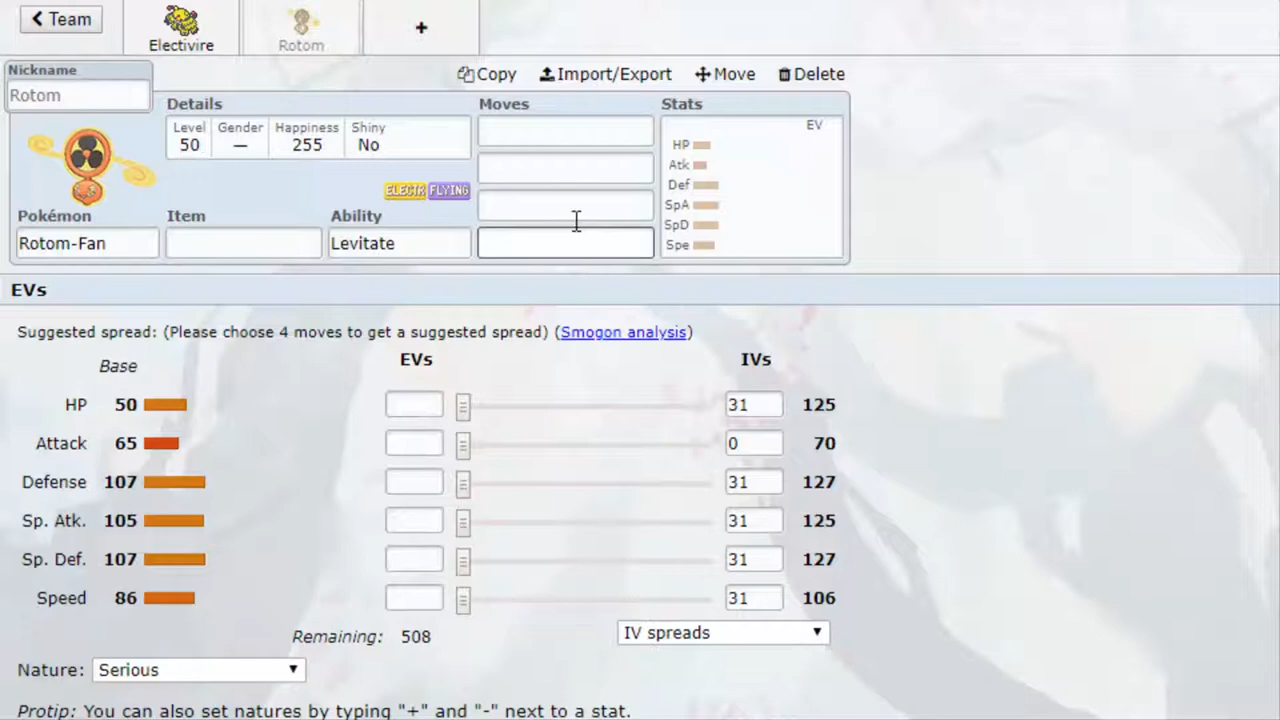 Team
Electivire
Rotom
+
Nickname
Rotom
Copy
Import/Export
Move
Delete
Details
Moves
Stats
Level
Gender
Happiness
Shiny
50
—
255
No
EV
HP
Atk
Def
SpA
SpD
Spe
ELECTR FLYING
Pokémon
Item
Ability
Rotom-Fan
Levitate
EVs
Suggested spread: (Please choose 4 moves to get a suggested spread) (Smogon analysis)
Base
EVs
IVs
HP 50 31 125
Attack 65 0 70
Defense 107 31 127
Sp. Atk. 105 31 125
Sp. Def. 107 31 127
Speed 86 31 106
Remaining: 508
IV spreads
Nature: Serious
Protip: You can also set natures by typing "+" and "-" next to a stat.